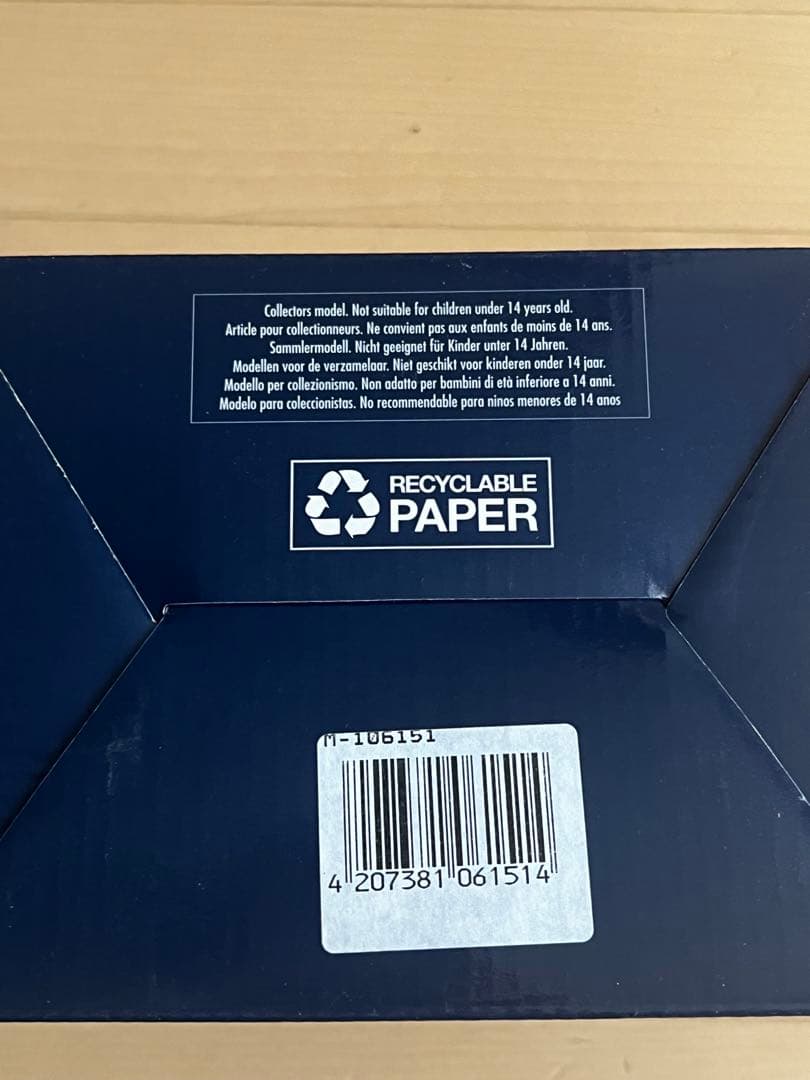 Collectors model. Not suitable for children under 14 years old.
Article pour collectionneurs. Ne convient pas aux enfants de moins de 14 ans.
Sammlermodell. Nicht geeignet für Kinder unter 14 Jahren.
Modellen voor de verzamelaar. Niet geschikt voor kinderen onder 14 jaar.
Modello per collezionismo. Non adatto per bambini di età inferiore a 14 anni.
Modelo para coleccionistas. No recommendable para ninos menores de 14 anos
RECYCLABLE
PAPER
M-106151
4 207381 061514